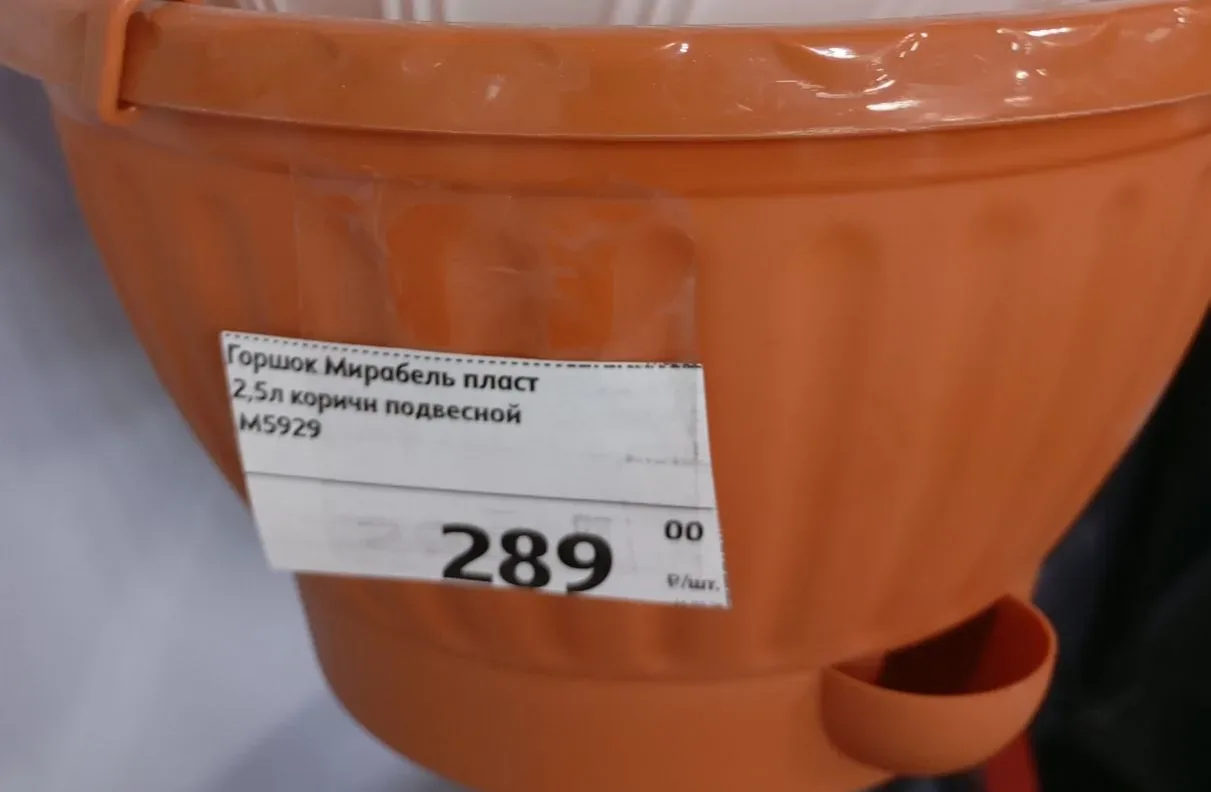 Горшок Мирабель пласт
2,5л коричн подвесной
М5929
289 00
₽/шт.